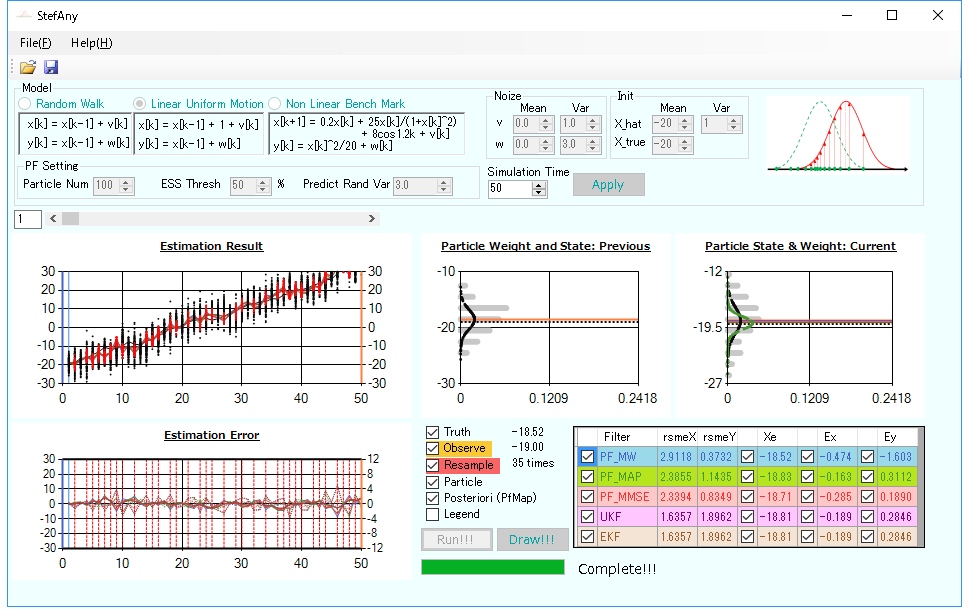 StefAny
File(F) Help(H)
Model
Random Walk Linear Uniform Motion Non Linear Bench Mark
x[k] = x[k-1] + v[k]
y[k] = x[k-1] + w[k]
x[k] = x[k-1] + 1 + v[k]
y[k] = x[k-1] + w[k]
x[k+1] = 0.2x[k] + 25x[k]/(1+x[k]^2)
+ 8cos1.2k + v[k]
y[k] = x[k]^2/20 + w[k]
PF Setting
Particle Num 100 ESS Thresh 50 % Predict Rand Var 3.0
Noize
Mean Var
v 0.0 1.0
w 0.0 3.0
Init
Mean Var
X_hat -20 1
X_true -20
Simulation Time
50
Apply
1
Estimation Result
30 30
20 20
10 10
0 0
-10 -10
-20 -20
-30 -30
0 10 20 30 40 50
Particle Weight and State: Previous
-10
-20
-30
0 0.1209 0.2418
Particle State & Weight: Current
-12
-19.5
-27
0 0.1209 0.2418
Estimation Error
30 12
20 8
10 4
0 0
-10 -4
-20 -8
-30 -12
0 10 20 30 40 50
Truth -18.52
Observe -19.00
Resample 35 times
Particle
Posteriori (PfMap)
Legend
Run!!! Draw!!!
Filter rsmeX rsmeY Xe Ex Ey
PF_MW 2.9118 0.3732 -18.52 -0.474 -1.603
PF_MAP 2.3855 1.1435 -18.83 -0.163 0.3112
PF_MMSE 2.3394 0.8349 -18.71 -0.285 0.1890
UKF 1.6357 1.8962 -18.81 -0.189 0.2846
EKF 1.6357 1.8962 -18.81 -0.189 0.2846
Complete!!!